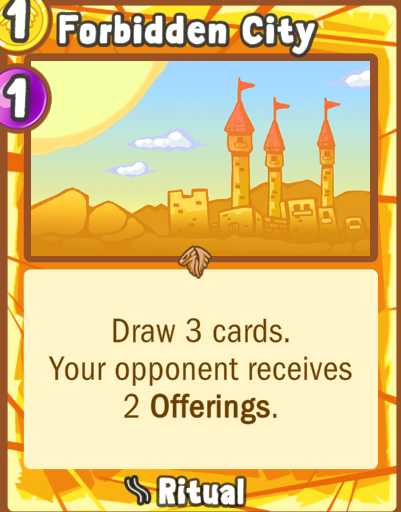 1 Forbidden City
1
Draw 3 cards.
Your opponent receives
2 Offerings.
Ritual